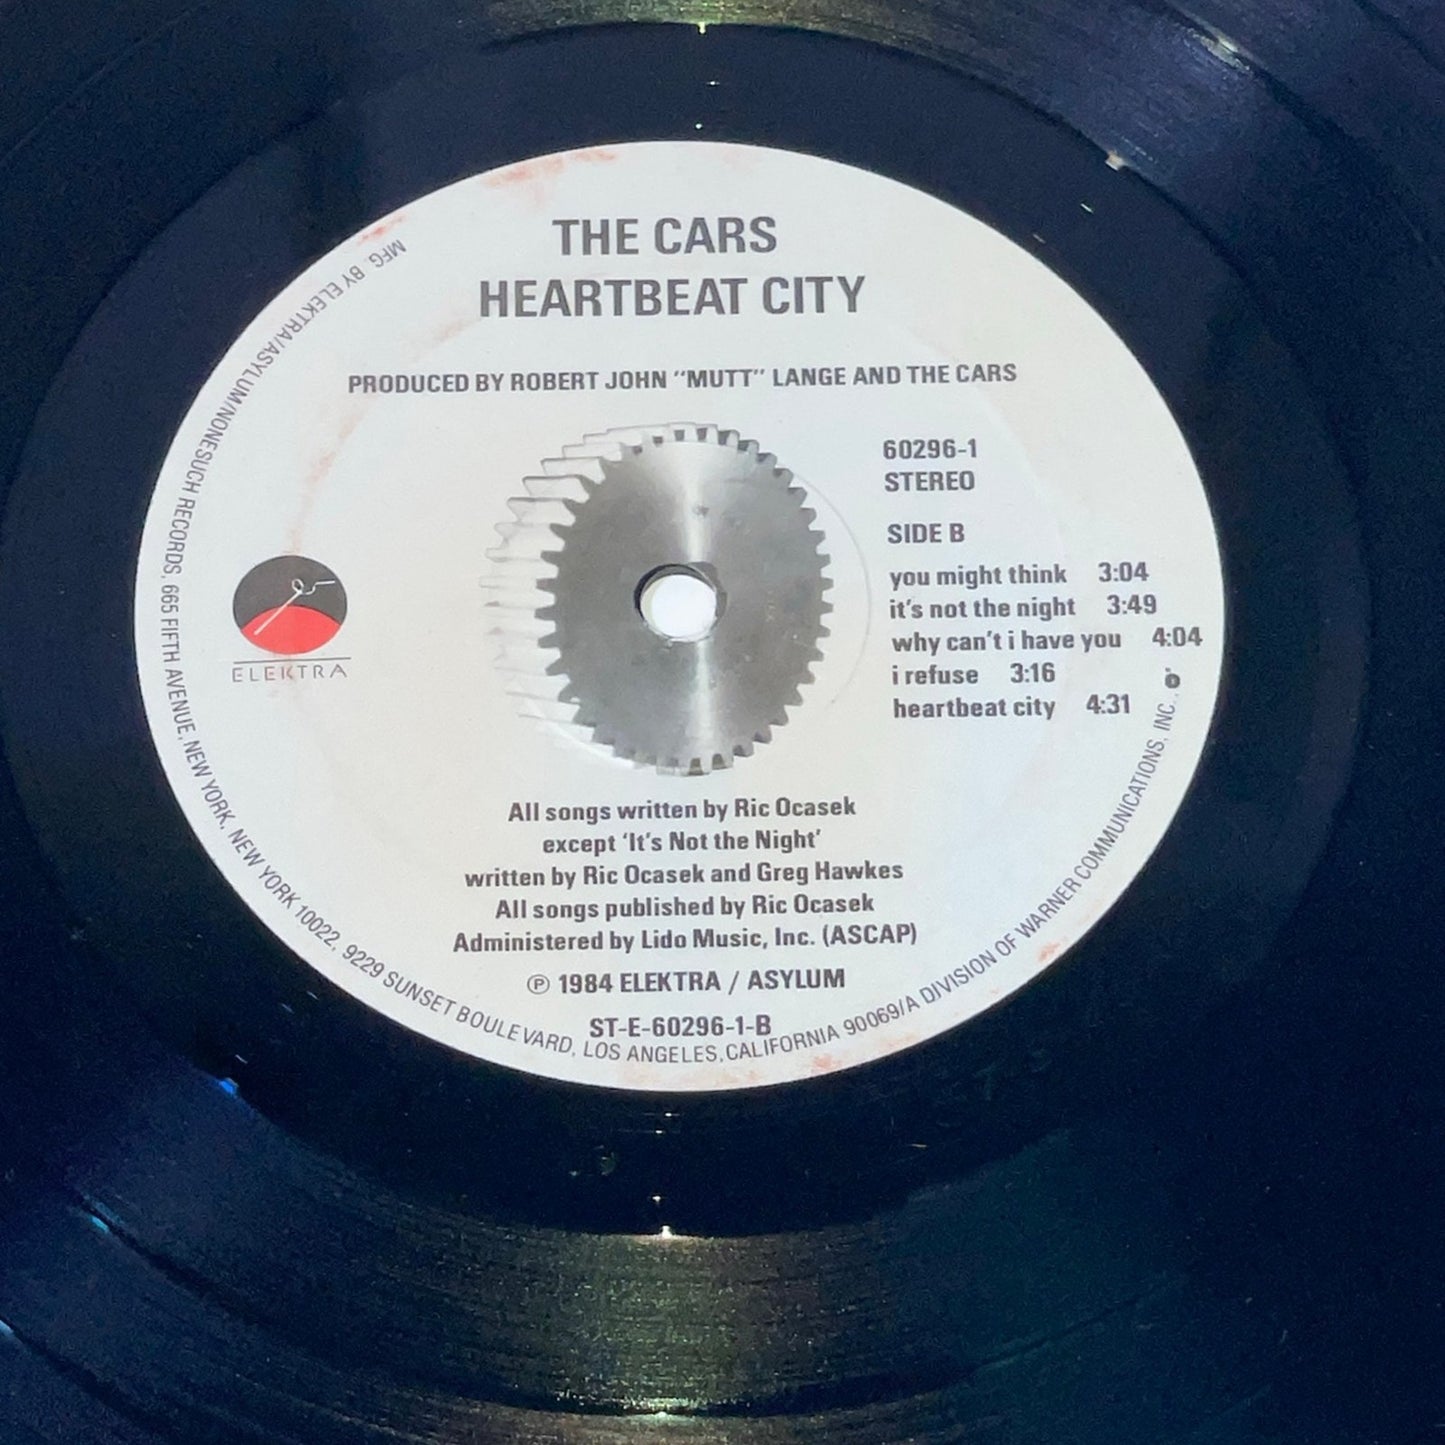 THE CARS
HEARTBEAT CITY
PRODUCED BY ROBERT JOHN "MUTT" LANGE AND THE CARS
60296-1
STEREO
SIDE B
you might think 3:04
it's not the night 3:49
why can't i have you 4:04
i refuse 3:16
heartbeat city 4:31
ELEKTRA
All songs written by Ric Ocasek
except 'It's Not the Night'
written by Ric Ocasek and Greg Hawkes
All songs published by Ric Ocasek
Administered by Lido Music, Inc. (ASCAP)
℗ 1984 ELEKTRA / ASYLUM
ST-E-60296-1-B
MFG. BY ELEKTRA/ASYLUM/NONESUCH RECORDS, 665 FIFTH AVENUE, NEW YORK, NEW YORK 10022, 9229 SUNSET BOULEVARD, LOS ANGELES, CALIFORNIA 90069/A DIVISION OF WARNER COMMUNICATIONS, INC.